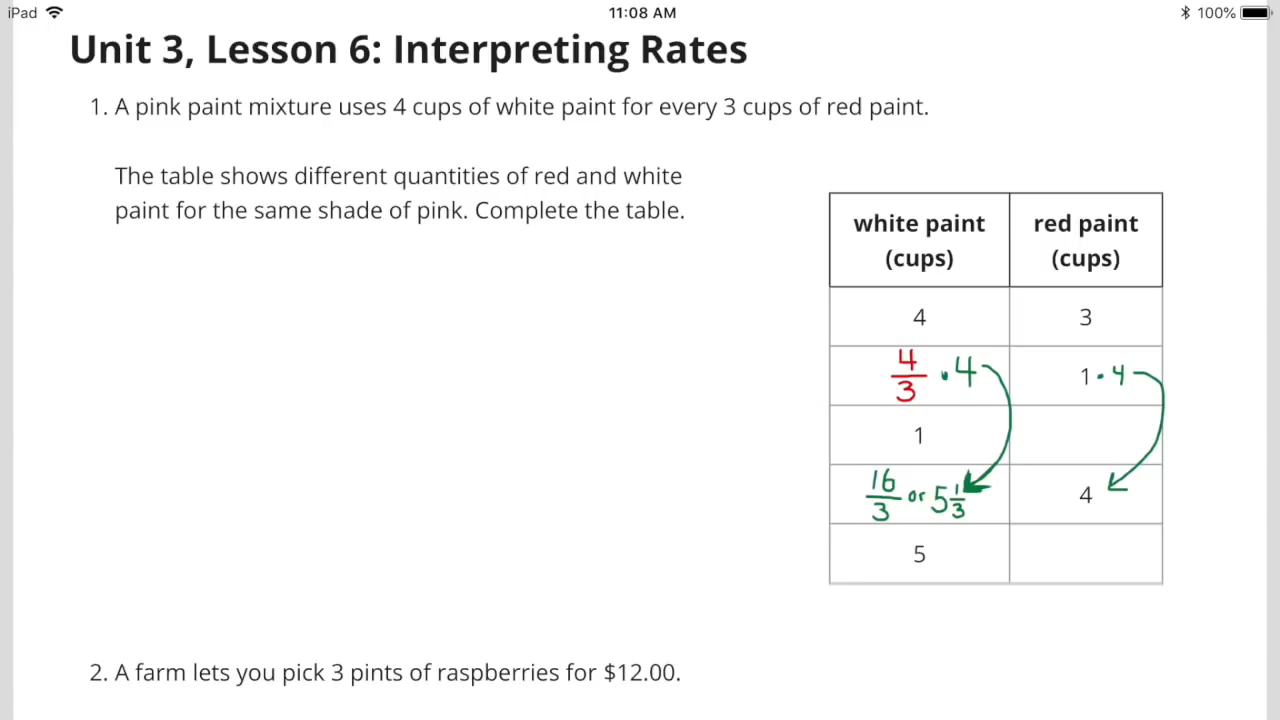 iPad 11:08 AM 100%
Unit 3, Lesson 6: Interpreting Rates
1. A pink paint mixture uses 4 cups of white paint for every 3 cups of red paint.
The table shows different quantities of red and white
paint for the same shade of pink. Complete the table.
white paint (cups) red paint (cups)
4 3
4/3 · 4 1 · 4
1
16/3 or 5 1/3 4
5
2. A farm lets you pick 3 pints of raspberries for $12.00.